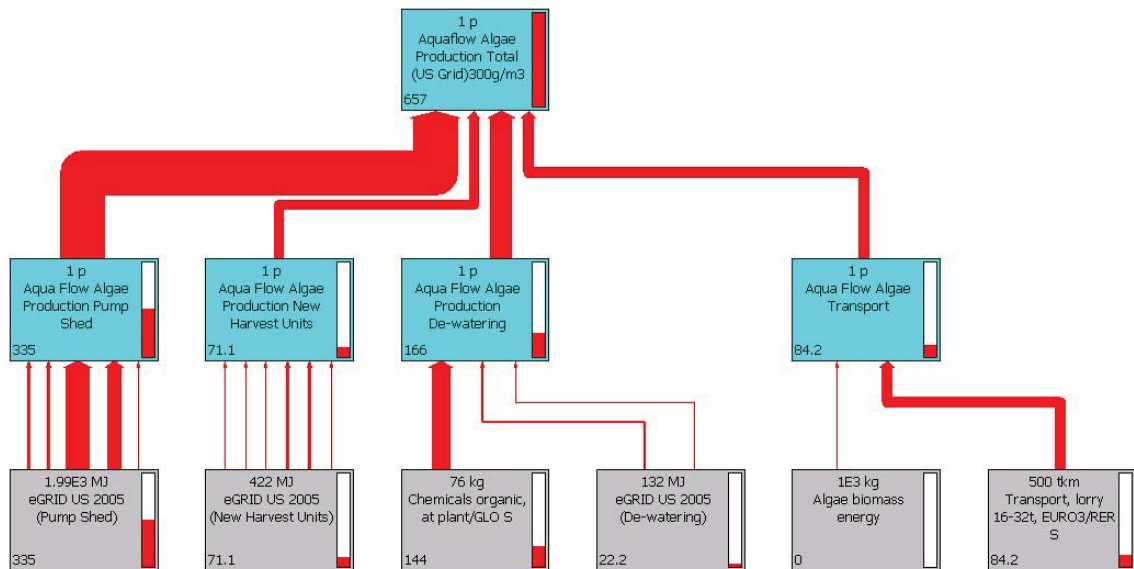 1 p
Aquaflow Algae
Production Total
(US Grid)300g/m3
657
1 p
Aqua Flow Algae
Production Pump
Shed
335
1 p
Aqua Flow Algae
Production New
Harvest Units
71.1
1 p
Aqua Flow Algae
Production
De-watering
166
1 p
Aqua Flow Algae
Transport
84.2
1.99E3 MJ
eGRID US 2005
(Pump Shed)
335
422 MJ
eGRID US 2005
(New Harvest Units)
71.1
76 kg
Chemicals organic,
at plant/GLO S
144
132 MJ
eGRID US 2005
(De-watering)
22.2
1E3 kg
Algae biomass
energy
0
500 tkm
Transport, lorry
16-32t, EURO3/RER
S
84.2